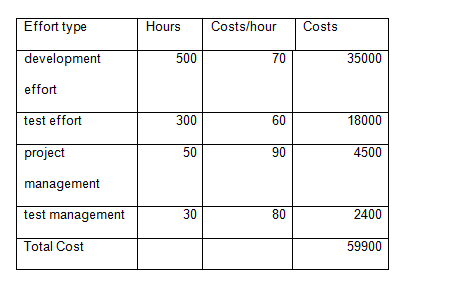 Effort type Hours Costs/hour Costs
development effort 500 70 35000
test effort 300 60 18000
project management 50 90 4500
test management 30 80 2400
Total Cost 59900